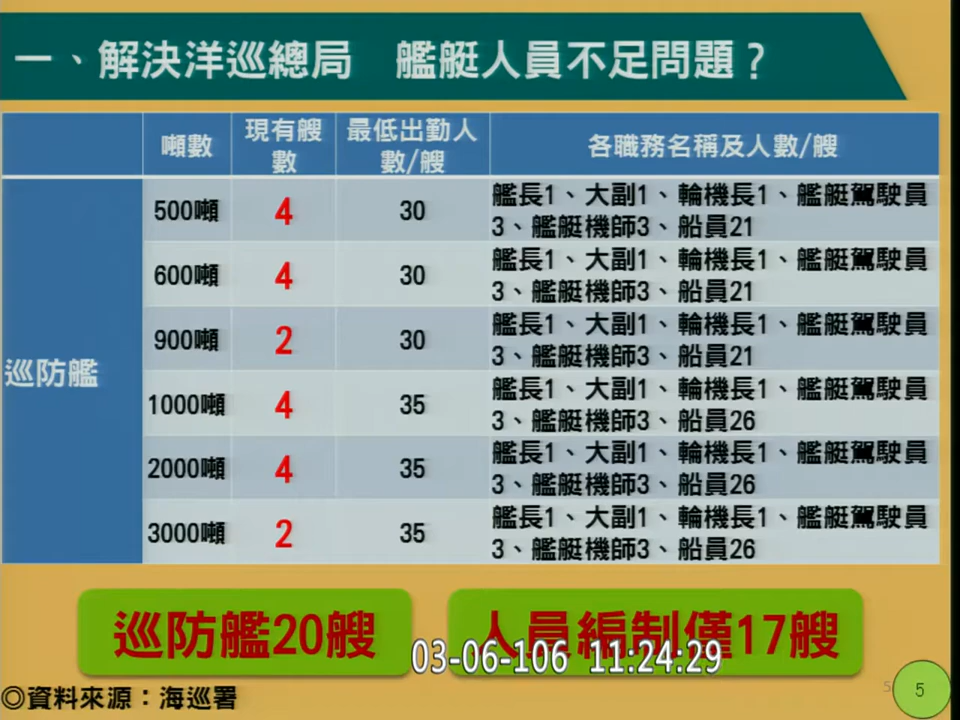 一、解決洋巡總局 艦艇人員不足問題？
噸數
現有艘
數
最低出勤人
數/艘
各職務名稱及人數/艘
巡防艦
500噸
4
30
艦長1、大副1、輪機長1、艦艇駕駛員
3、艦艇機師3、船員21
600噸
4
30
艦長1、大副1、輪機長1、艦艇駕駛員
3、艦艇機師3、船員21
900噸
2
30
艦長1、大副1、輪機長1、艦艇駕駛員
3、艦艇機師3、船員21
1000噸
4
35
艦長1、大副1、輪機長1、艦艇駕駛員
3、艦艇機師3、船員26
2000噸
4
35
艦長1、大副1、輪機長1、艦艇駕駛員
3、艦艇機師3、船員26
3000噸
2
35
艦長1、大副1、輪機長1、艦艇駕駛員
3、艦艇機師3、船員26
巡防艦20艘
人員編制僅17艘
03-06-106 11:24:29
◎資料來源：海巡署
5
5